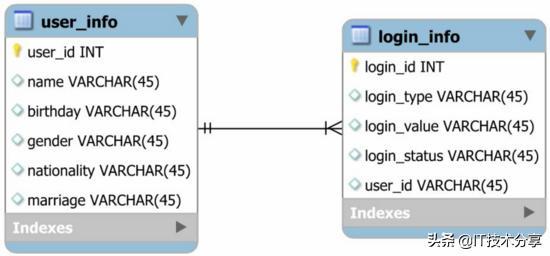 user_info
user_id INT
name VARCHAR(45)
birthday VARCHAR(45)
gender VARCHAR(45)
nationality VARCHAR(45)
marriage VARCHAR(45)
Indexes
login_info
login_id INT
login_type VARCHAR(45)
login_value VARCHAR(45)
login_status VARCHAR(45)
user_id VARCHAR(45)
Indexes
头条 @IT技术分享